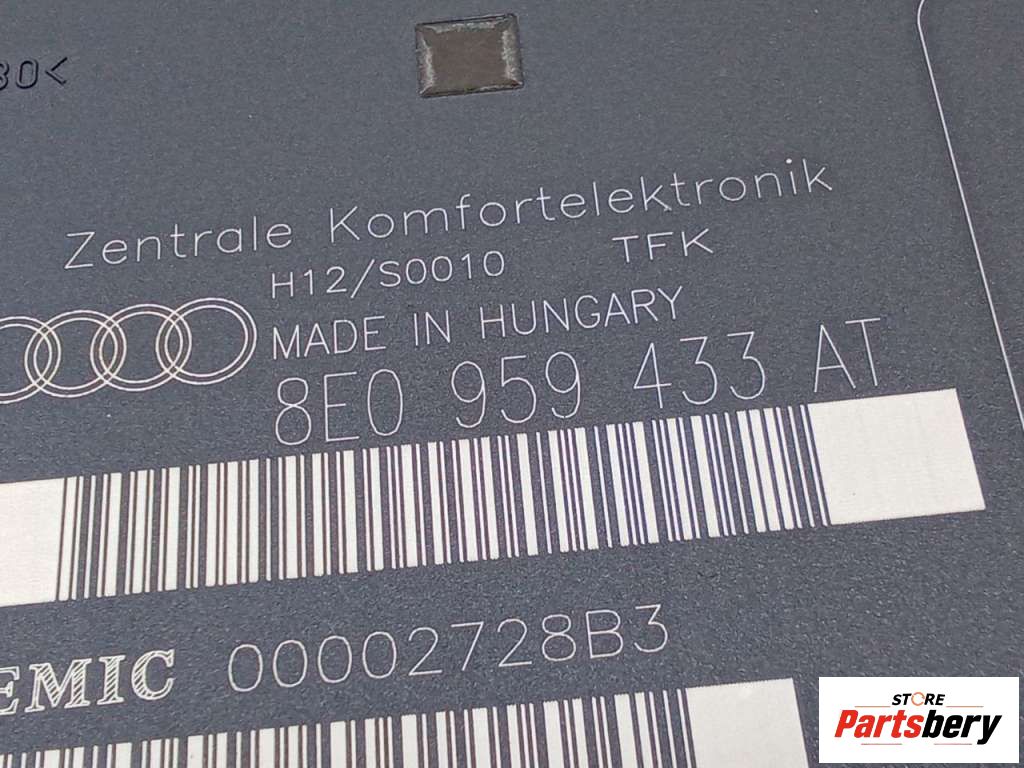 30<
Zentrale Komfortelektronik
H12/S0010 TFK
MADE IN HUNGARY
8E0 959 433 AT
EMIC 00002728B3
STORE
Partsbery